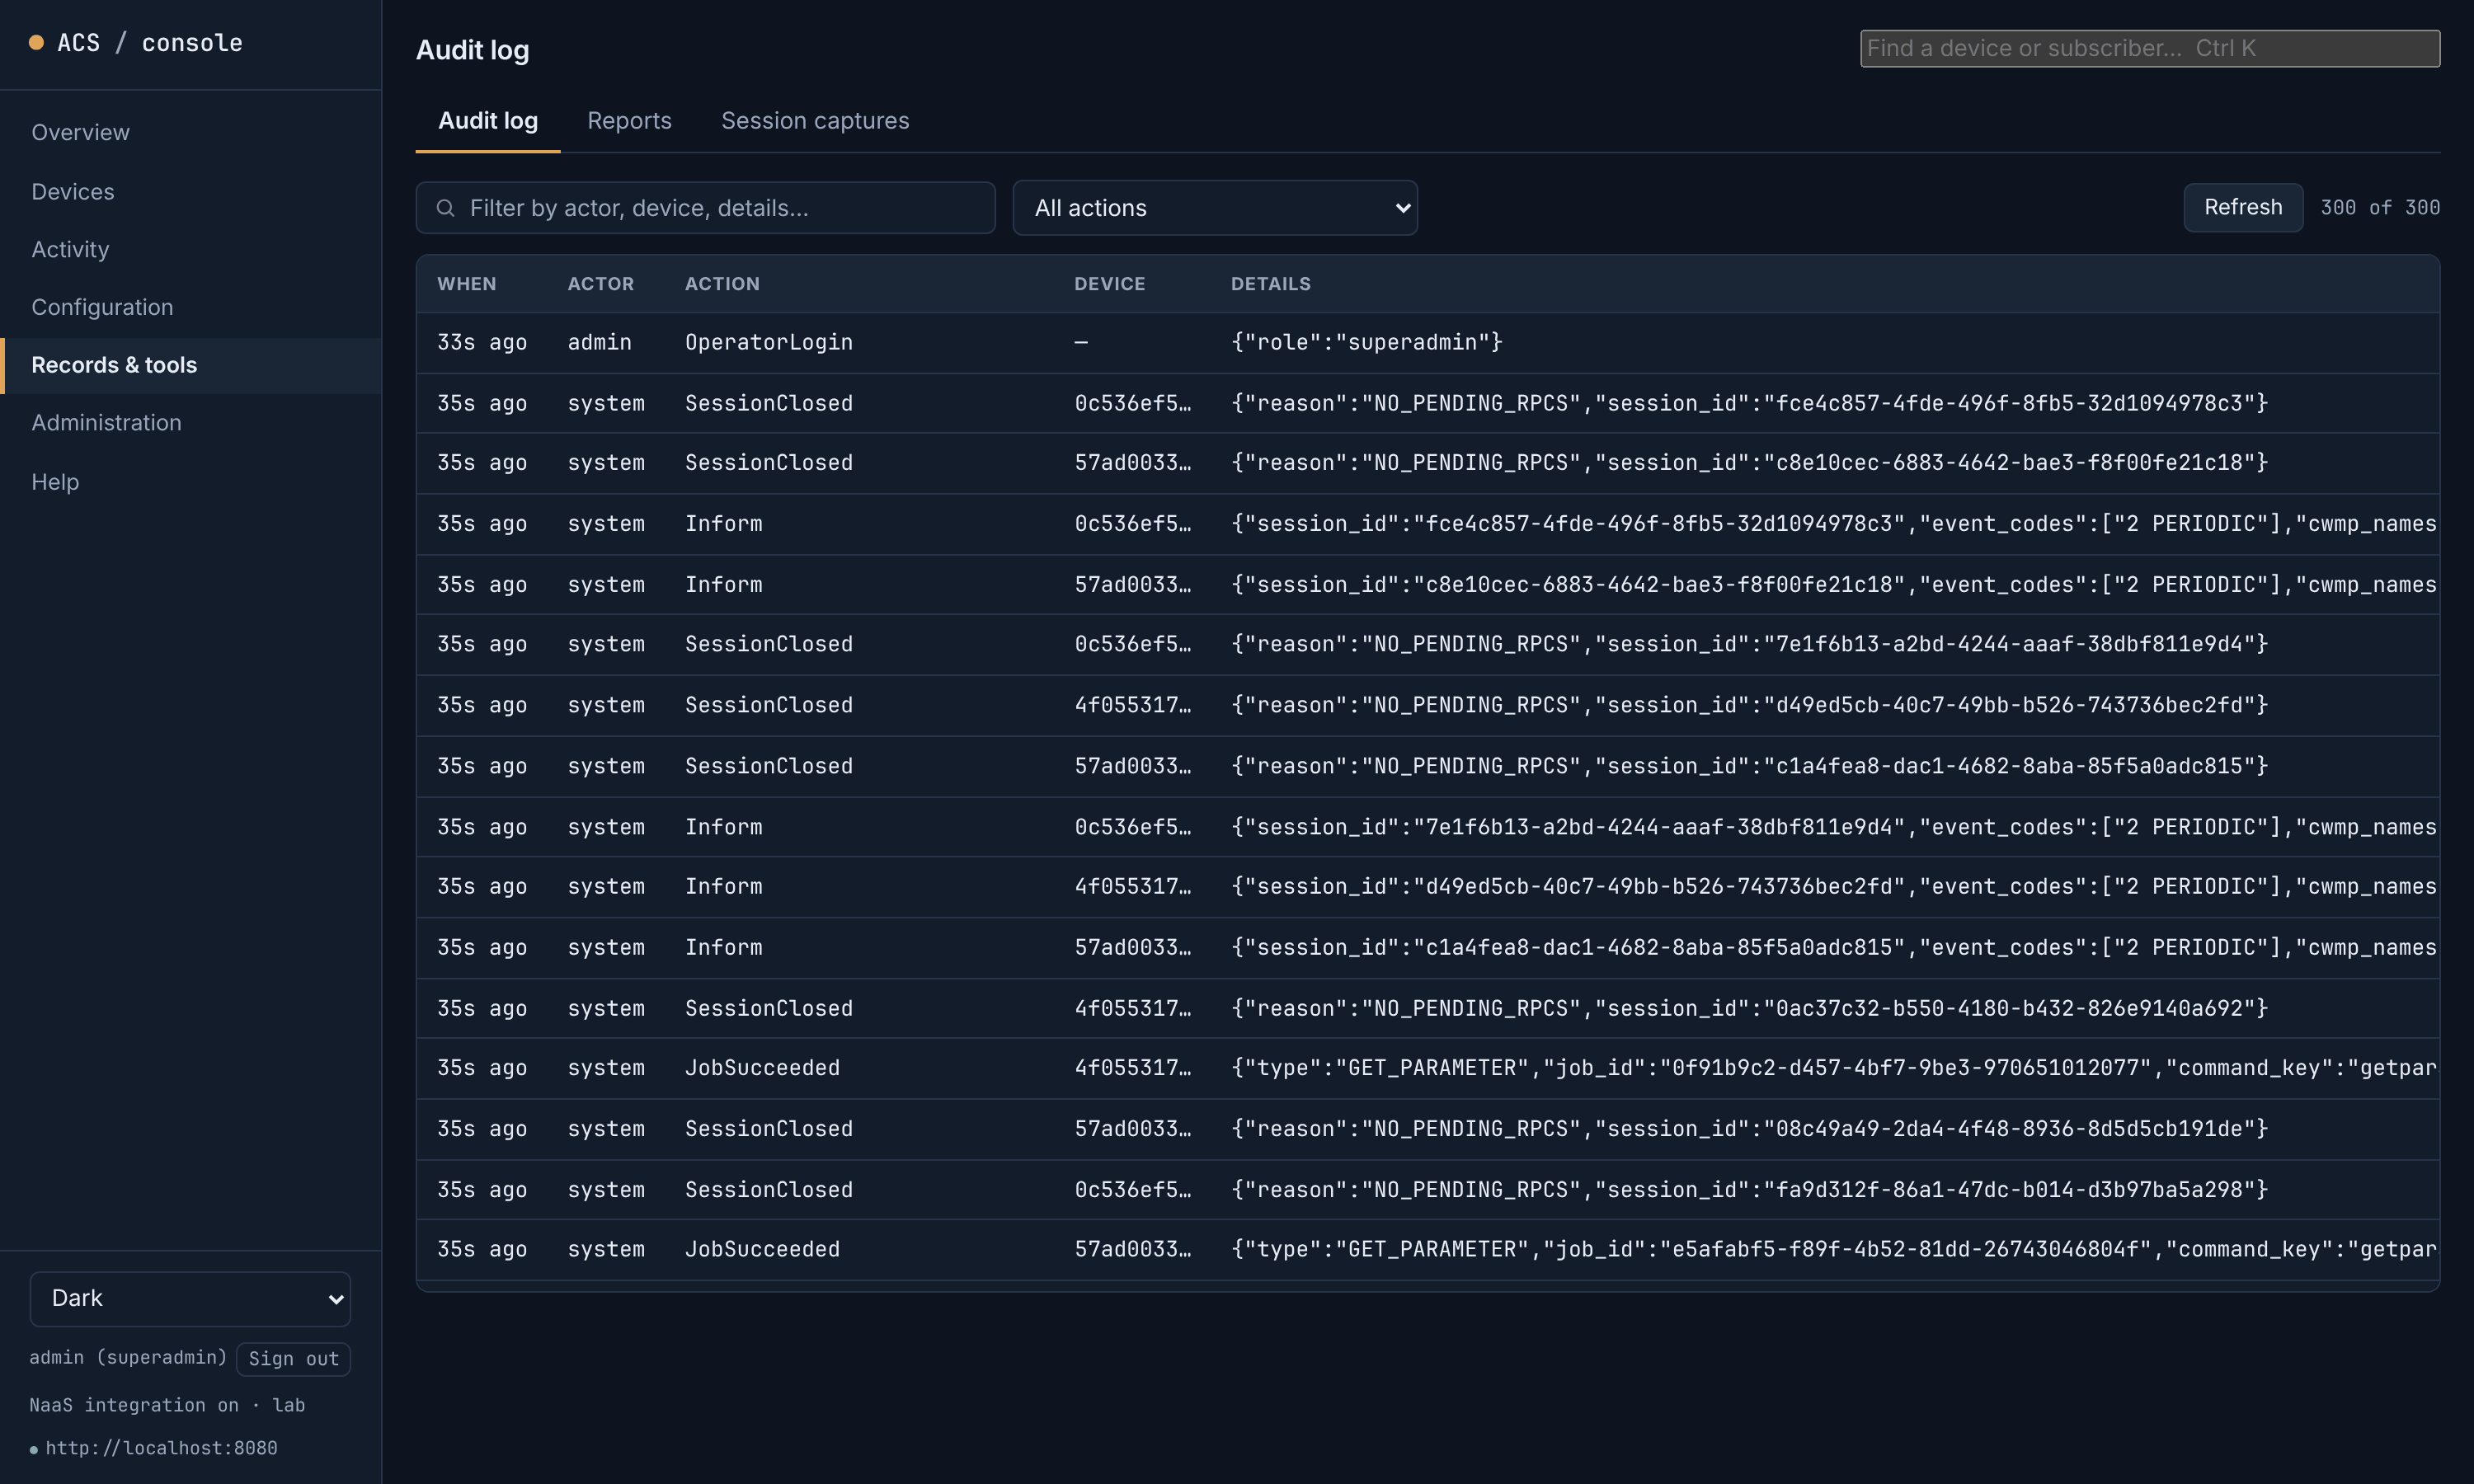 ACS / console
Overview
Devices
Activity
Configuration
Records & tools
Administration
Help
Dark
admin (superadmin) Sign out
NaaS integration on · lab
http://localhost:8080
Audit log
Find a device or subscriber... Ctrl K
Audit log Reports Session captures
Filter by actor, device, details...
All actions
Refresh 300 of 300
WHEN ACTOR ACTION DEVICE DETAILS
33s ago admin OperatorLogin — {"role":"superadmin"}
35s ago system SessionClosed 0c536ef5… {"reason":"NO_PENDING_RPCS","session_id":"fce4c857-4fde-496f-8fb5-32d1094978c3"}
35s ago system SessionClosed 57ad0033… {"reason":"NO_PENDING_RPCS","session_id":"c8e10cec-6883-4642-bae3-f8f00fe21c18"}
35s ago system Inform 0c536ef5… {"session_id":"fce4c857-4fde-496f-8fb5-32d1094978c3","event_codes":["2 PERIODIC"],"cwmp_names
35s ago system Inform 57ad0033… {"session_id":"c8e10cec-6883-4642-bae3-f8f00fe21c18","event_codes":["2 PERIODIC"],"cwmp_names
35s ago system SessionClosed 0c536ef5… {"reason":"NO_PENDING_RPCS","session_id":"7e1f6b13-a2bd-4244-aaaf-38dbf811e9d4"}
35s ago system SessionClosed 4f055317… {"reason":"NO_PENDING_RPCS","session_id":"d49ed5cb-40c7-49bb-b526-743736bec2fd"}
35s ago system SessionClosed 57ad0033… {"reason":"NO_PENDING_RPCS","session_id":"c1a4fea8-dac1-4682-8aba-85f5a0adc815"}
35s ago system Inform 0c536ef5… {"session_id":"7e1f6b13-a2bd-4244-aaaf-38dbf811e9d4","event_codes":["2 PERIODIC"],"cwmp_names
35s ago system Inform 4f055317… {"session_id":"d49ed5cb-40c7-49bb-b526-743736bec2fd","event_codes":["2 PERIODIC"],"cwmp_names
35s ago system Inform 57ad0033… {"session_id":"c1a4fea8-dac1-4682-8aba-85f5a0adc815","event_codes":["2 PERIODIC"],"cwmp_names
35s ago system SessionClosed 4f055317… {"reason":"NO_PENDING_RPCS","session_id":"0ac37c32-b550-4180-b432-826e9140a692"}
35s ago system JobSucceeded 4f055317… {"type":"GET_PARAMETER","job_id":"0f91b9c2-d457-4bf7-9be3-970651012077","command_key":"getpar
35s ago system SessionClosed 57ad0033… {"reason":"NO_PENDING_RPCS","session_id":"08c49a49-2da4-4f48-8936-8d5d5cb191de"}
35s ago system SessionClosed 0c536ef5… {"reason":"NO_PENDING_RPCS","session_id":"fa9d312f-86a1-47dc-b014-d3b97ba5a298"}
35s ago system JobSucceeded 57ad0033… {"type":"GET_PARAMETER","job_id":"e5afabf5-f89f-4b52-81dd-26743046804f","command_key":"getpar